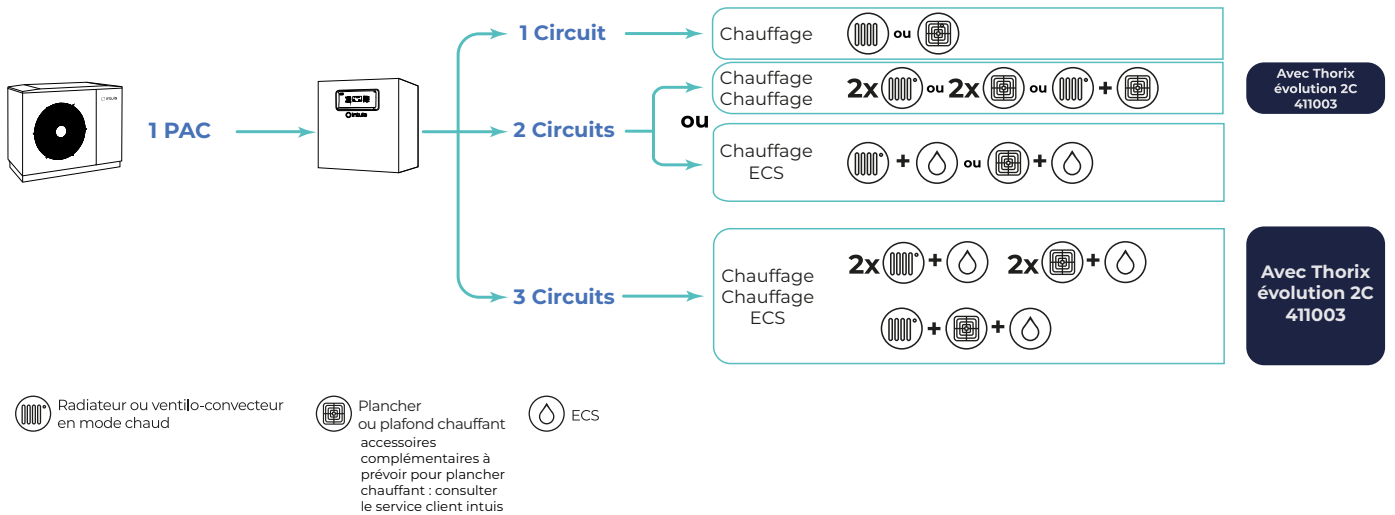 1 PAC
intuis
intuis
1 Circuit
Chauffage
ou
2 Circuits
ou
Chauffage
Chauffage
2x ou 2x ou +
Avec Thorix
évolution 2C
411003
Chauffage
ECS
+ ou +
3 Circuits
Chauffage
Chauffage
ECS
2x + 2x +
+ +
Avec Thorix
évolution 2C
411003
Radiateur ou ventilo-convecteur
en mode chaud
Plancher
ou plafond chauffant
accessoires
complémentaires à
prévoir pour plancher
chauffant : consulter
le service client intuis
ECS